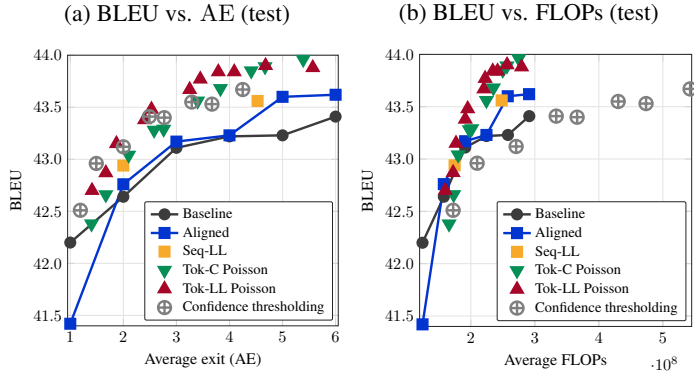 (a) BLEU vs. AE (test)
44.0
43.5
43.0
42.5
42.0
41.5
BLEU
1 2 3 4 5 6
Average exit (AE)
Baseline
Aligned
Seq-LL
Tok-C Poisson
Tok-LL Poisson
Confidence thresholding
(b) BLEU vs. FLOPs (test)
44.0
43.5
43.0
42.5
42.0
41.5
BLEU
2 3 4 5
·10⁸
Average FLOPs
Baseline
Aligned
Seq-LL
Tok-C Poisson
Tok-LL Poisson
Confidence thresholding